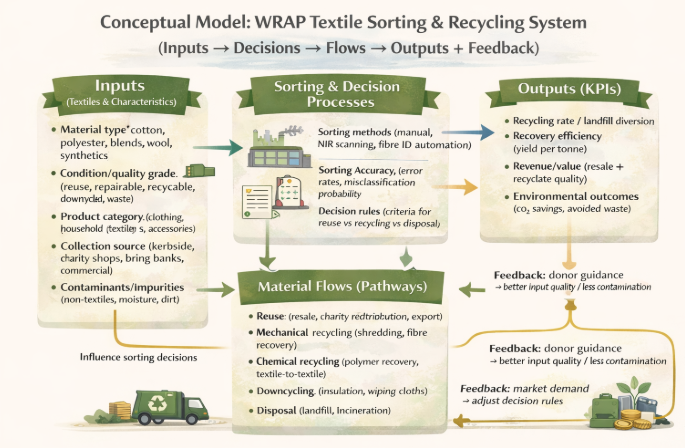 Conceptual Model: WRAP Textile Sorting & Recycling System
(Inputs → Decisions → Flows → Outputs + Feedback)
Inputs
(Textiles & Characteristics)
• Material type* cotton,
polyester, blends, wool,
synthetics
• Condition/quality grade.
(reuse, repairable, recycable,
downycled, waste)
• Product category.(clothing,
household (textileş s, accessories)
• Collection source (kerbside,
charity shops, bring banks,
commercial)
• Contaminants/impurities
(non-textiles, moisture, dirt)
Influence sorting decisions
Sorting & Decision
Processes
Sorting methods (manual,
NIR scanning, fibre ID automation)
Sorting Accuracy, (error
rates, misclassification
probability
Decision rules (criteria for
reuse vs recycling vs disposal)
Outputs (KPIs)
• Recycling rate / landfill diversion
• Recovery efficiency
(yield per tonne)
• Revenue/value (resale +
recyclate quality)
• Environmental outcomes
(co₂ savings, avoided waste)
Material Flows (Pathways)
• Reuse: (resale, charity rédtriabution, export)
• Mechanical recycling (shredding, fibre
recovery)
• Chemical recycling (polymer recovery,
textile-to-textile)
• Downcycling, (insulation, wiping cloths)
• Disposal (landfill, Incineration)
Feedback: donor guidance
→ better input quality / less contamination
Feedback: donor guidance
→ better input quality / less contamination
Feedback: market demand
→ adjust decision rules